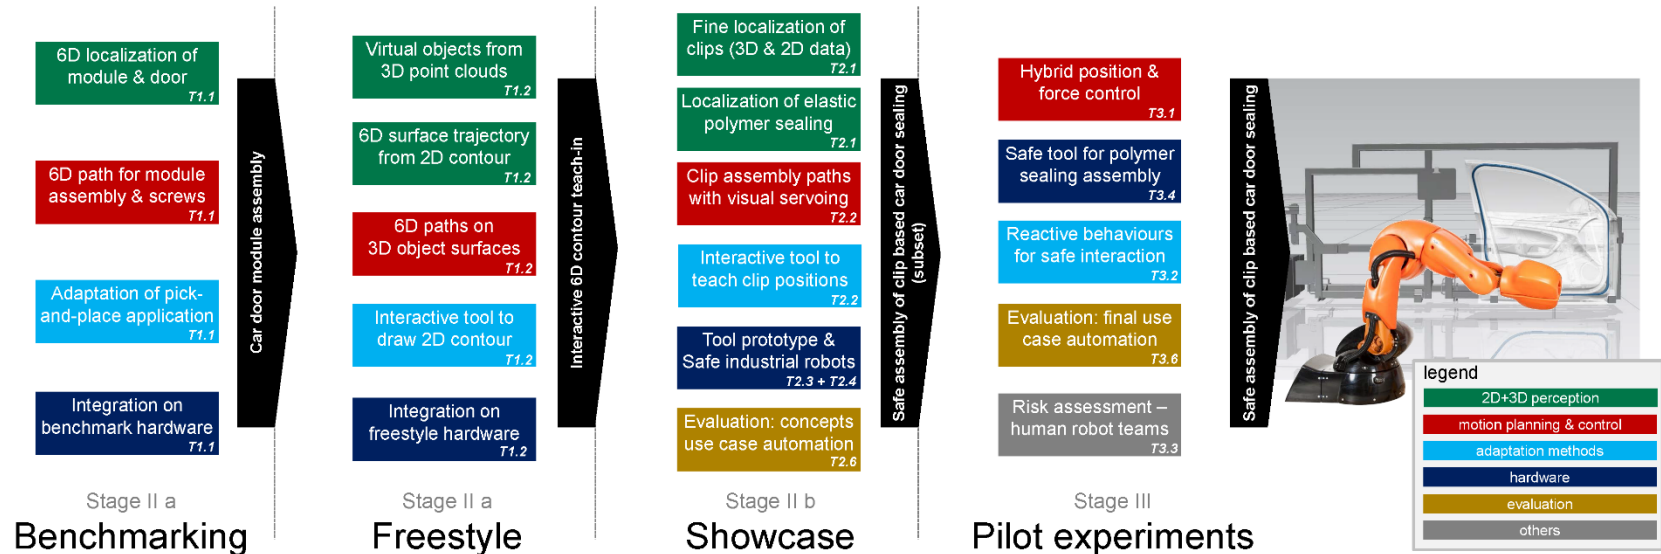 6D localization of
module & door
T1.1
6D path for module
assembly & screws
T1.1
Adaptation of pick-
and-place application
T1.1
Integration on
benchmark hardware
T1.1
Car door module assembly
Stage II a
Benchmarking
Virtual objects from
3D point clouds
T1.2
6D surface trajectory
from 2D contour
T1.2
6D paths on
3D object surfaces
T1.2
Interactive tool to
draw 2D contour
T1.2
Integration on
freestyle hardware
T1.2
Interactive 6D contour teach-in
Stage II a
Freestyle
Fine localization of
clips (3D & 2D data)
T2.1
Localization of elastic
polymer sealing
T2.1
Clip assembly paths
with visual servoing
T2.2
Interactive tool to
teach clip positions
T2.2
Tool prototype &
Safe industrial robots
T2.3 + T2.4
Evaluation: concepts
use case automation
T2.6
Safe assembly of clip based car door sealing
(subset)
Stage II b
Showcase
Hybrid position &
force control
T3.1
Safe tool for polymer
sealing assembly
T3.4
Reactive behaviours
for safe interaction
T3.2
Evaluation: final use
case automation
T3.6
Risk assessment –
human robot teams
T3.3
Safe assembly of clip based car door sealing
Stage III
Pilot experiments
legend
2D+3D perception
motion planning & control
adaptation methods
hardware
evaluation
others